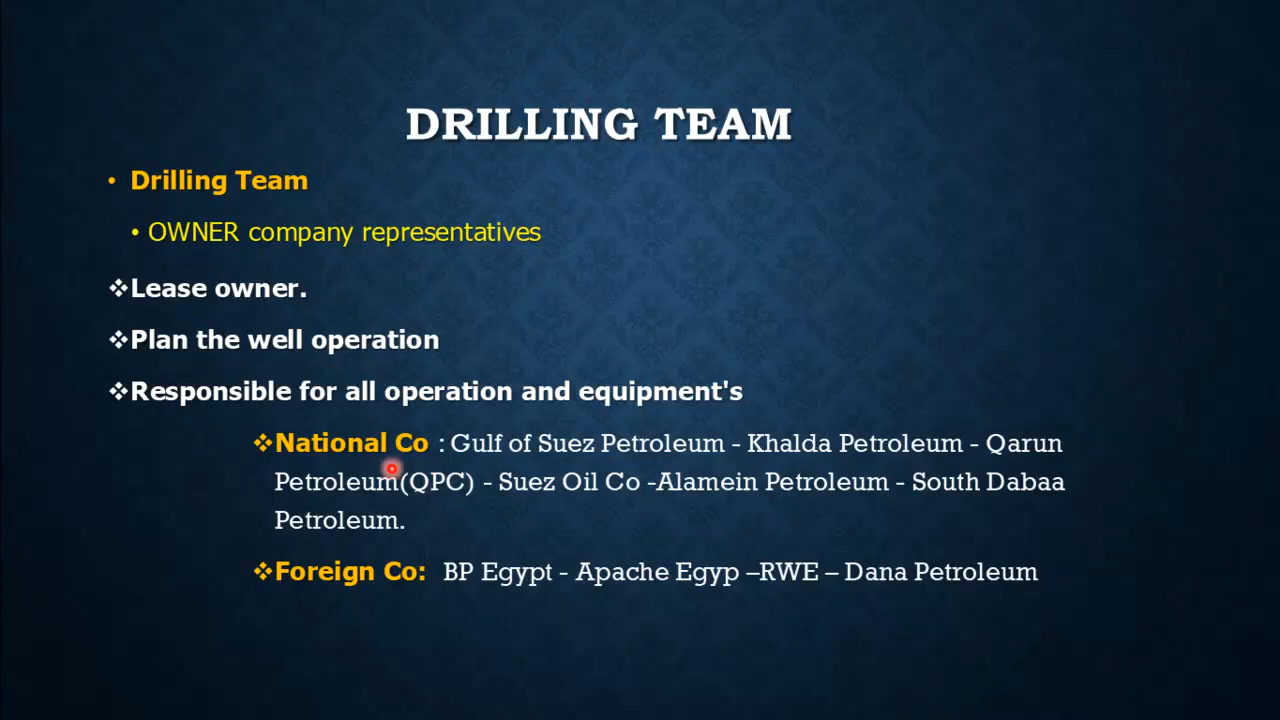 DRILLING TEAM
• Drilling Team
• OWNER company representatives
❖Lease owner.
❖Plan the well operation
❖Responsible for all operation and equipment's
❖National Co : Gulf of Suez Petroleum - Khalda Petroleum - Qarun
Petroleum(QPC) - Suez Oil Co -Alamein Petroleum - South Dabaa
Petroleum.
❖Foreign Co: BP Egypt - Apache Egyp –RWE – Dana Petroleum